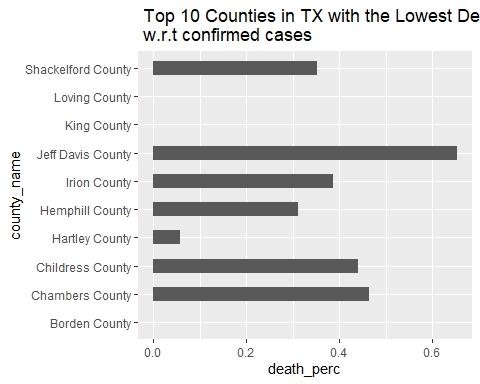 Top 10 Counties in TX with the Lowest De
w.r.t confirmed cases
Shackelford County
Loving County
King County
Jeff Davis County
Irion County
Hemphill County
Hartley County
Childress County
Chambers County
Borden County
county_name
0.0 0.2 0.4 0.6
death_perc